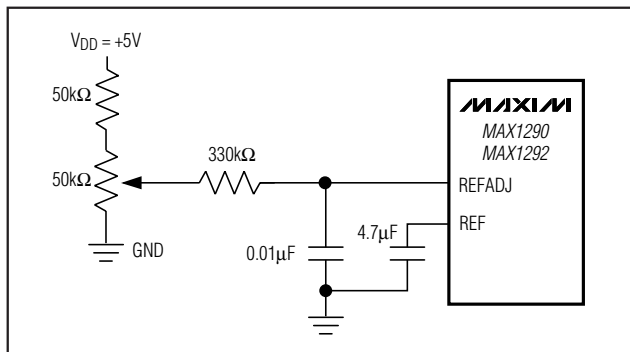 V_DD = +5V
50kΩ
50kΩ
GND
330kΩ
0.01µF
4.7µF
MAXIM
MAX1290
MAX1292
REFADJ
REF